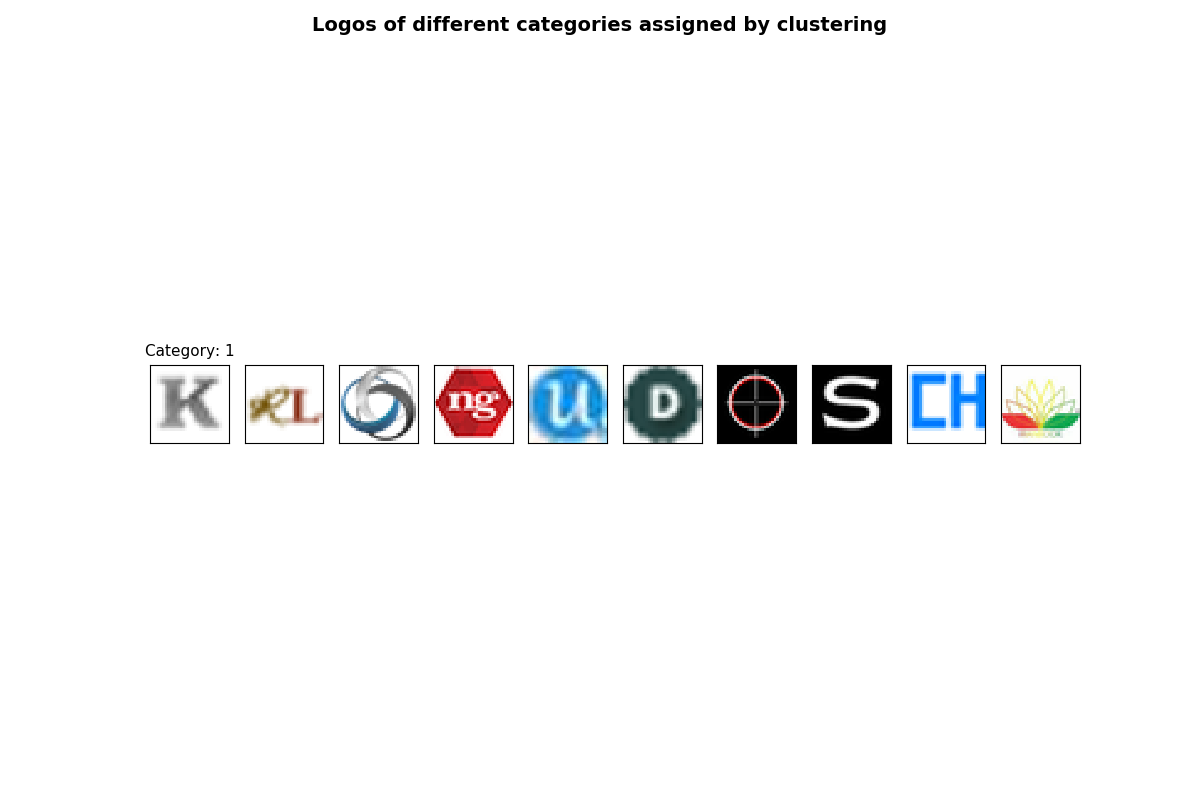 Logos of different categories assigned by clustering
Category: 1
K
RL
ng
U
D
S
CH